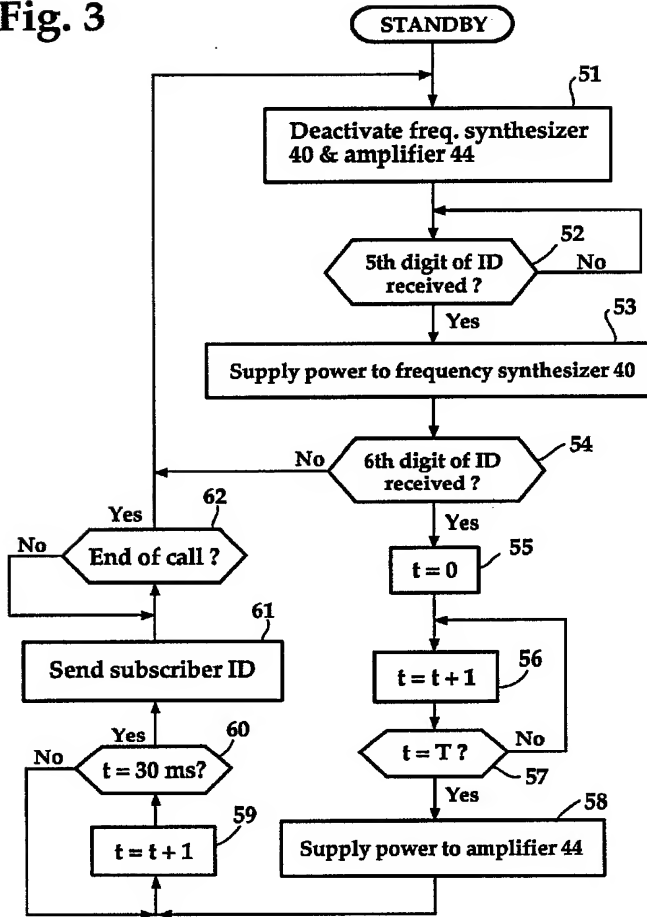 Fig. 3
STANDBY
51
Deactivate freq. synthesizer
40 & amplifier 44
52
5th digit of ID
received ?
No
Yes
53
Supply power to frequency synthesizer 40
54
6th digit of ID
received ?
No
Yes
55
t = 0
56
t = t + 1
57
t = T ?
No
Yes
58
Supply power to amplifier 44
59
t = t + 1
60
t = 30 ms?
No
Yes
61
Send subscriber ID
62
End of call ?
No
Yes